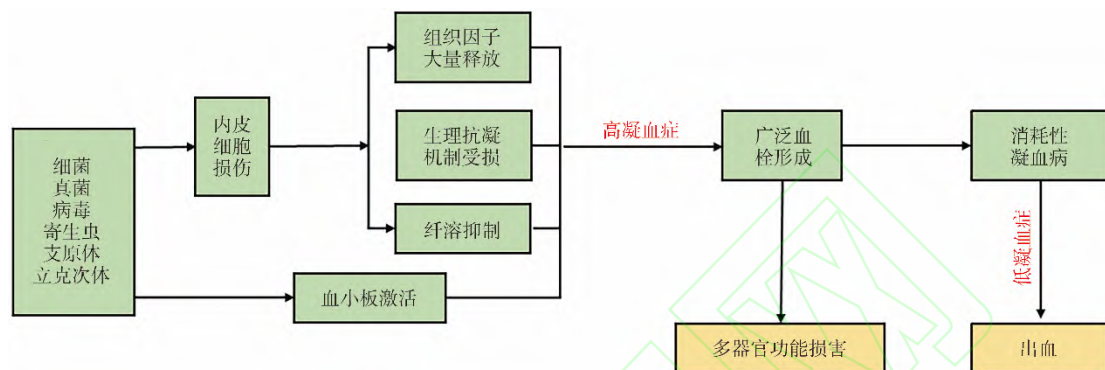 细菌
真菌
病毒
寄生虫
支原体
立克次体
内皮
细胞
损伤
组织因子
大量释放
生理抗凝
机制受损
纤溶抑制
血小板激活
高凝血症
广泛血
栓形成
消耗性
凝血病
低凝血症
多器官功能损害
出血